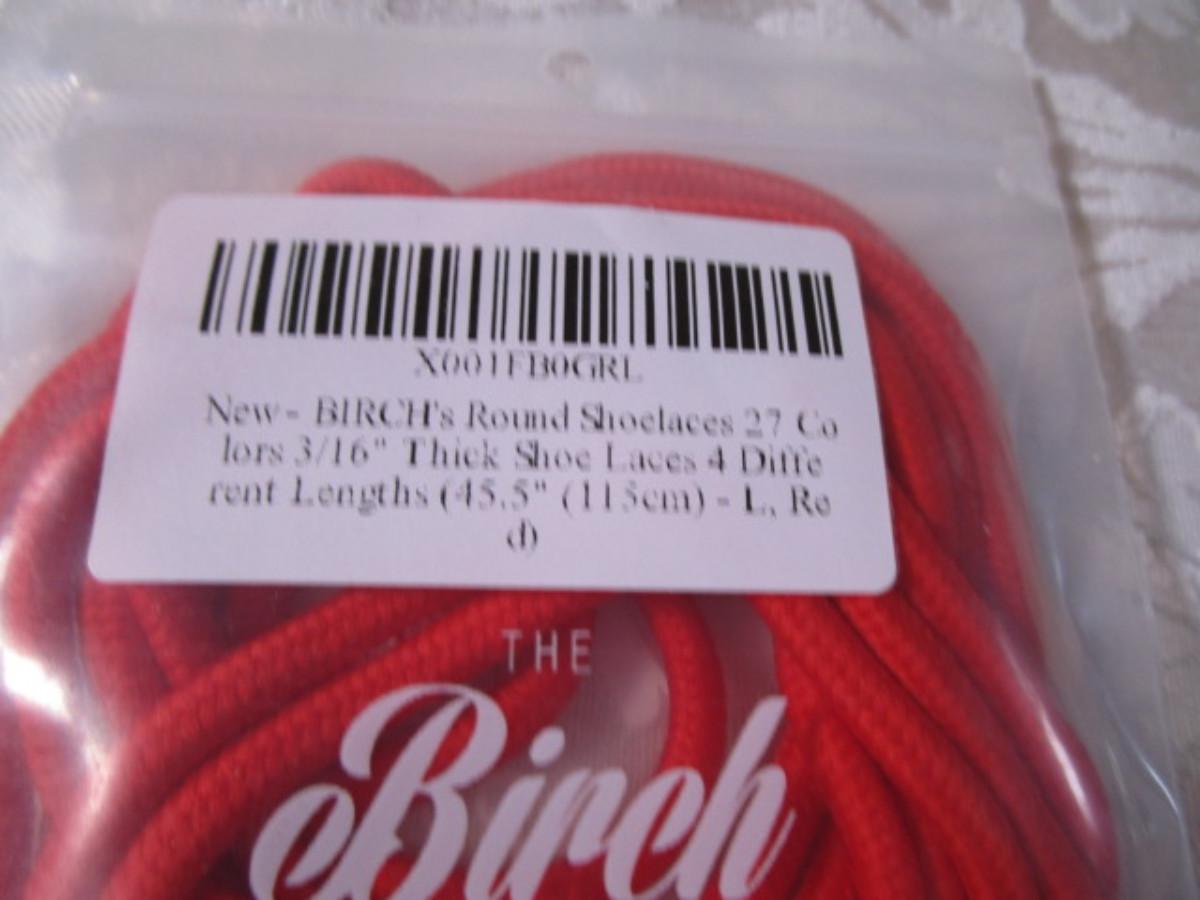 X001FB0GRL
New - BIRCH's Round Shoelaces 27 Co
lors 3/16" Thick Shoe Laces 4 Diffe
rent Lengths (45.5" (115cm) - L, Re
d)
THE
Birch